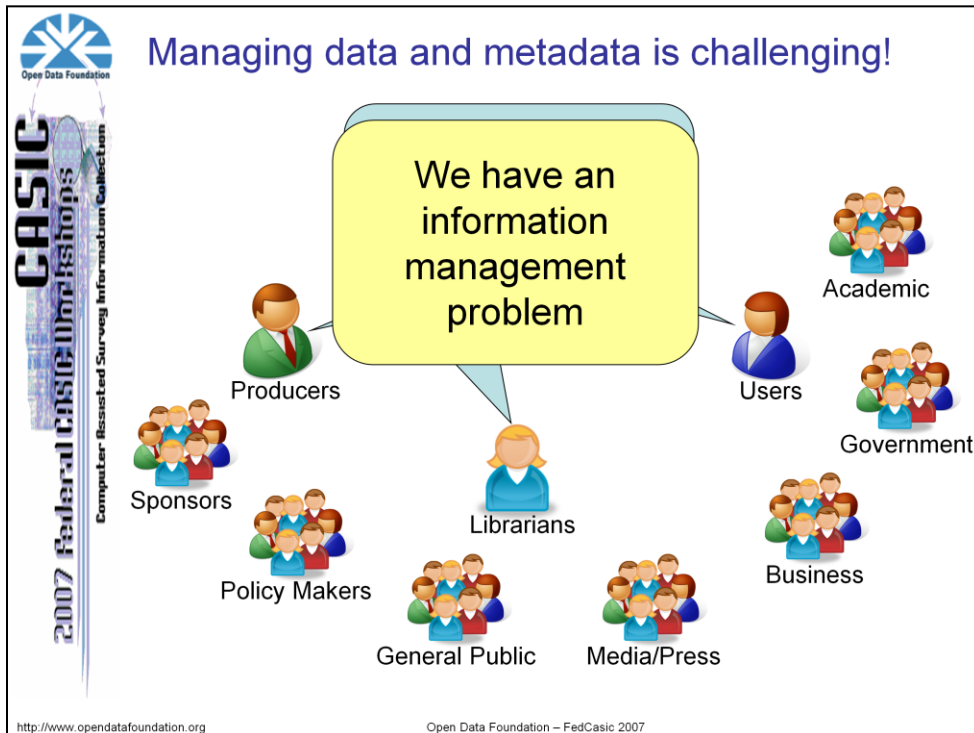 Open Data Foundation
Managing data and metadata is challenging!
2007 Federal CASIC Workshops
Computer Assisted Survey Information Collection
We have an
information
management
problem
Academic
Producers
Users
Government
Sponsors
Librarians
Policy Makers
Business
General Public
Media/Press
http://www.opendatafoundation.org
Open Data Foundation – FedCasic 2007